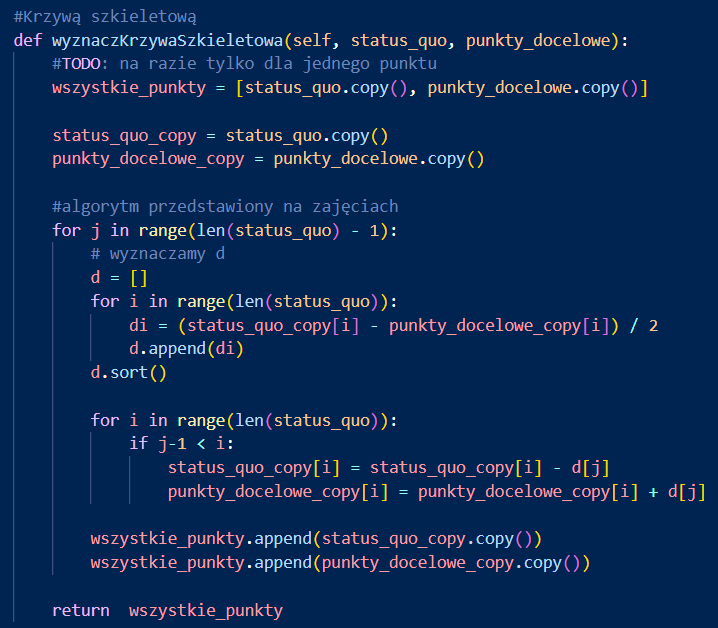 #Krzywą szkieletową
def wyznaczKrzywaSzkieletowa(self, status_quo, punkty_docelowe):
    #TODO: na razie tylko dla jednego punktu
    wszystkie_punkty = [status_quo.copy(), punkty_docelowe.copy()]

    status_quo_copy = status_quo.copy()
    punkty_docelowe_copy = punkty_docelowe.copy()

    #algorytm przedstawiony na zajęciach
    for j in range(len(status_quo) - 1):
        # wyznaczamy d
        d = []
        for i in range(len(status_quo)):
            di = (status_quo_copy[i] - punkty_docelowe_copy[i]) / 2
            d.append(di)
        d.sort()

        for i in range(len(status_quo)):
            if j-1 < i:
                status_quo_copy[i] = status_quo_copy[i] - d[j]
                punkty_docelowe_copy[i] = punkty_docelowe_copy[i] + d[j]

        wszystkie_punkty.append(status_quo_copy.copy())
        wszystkie_punkty.append(punkty_docelowe_copy.copy())

    return  wszystkie_punkty